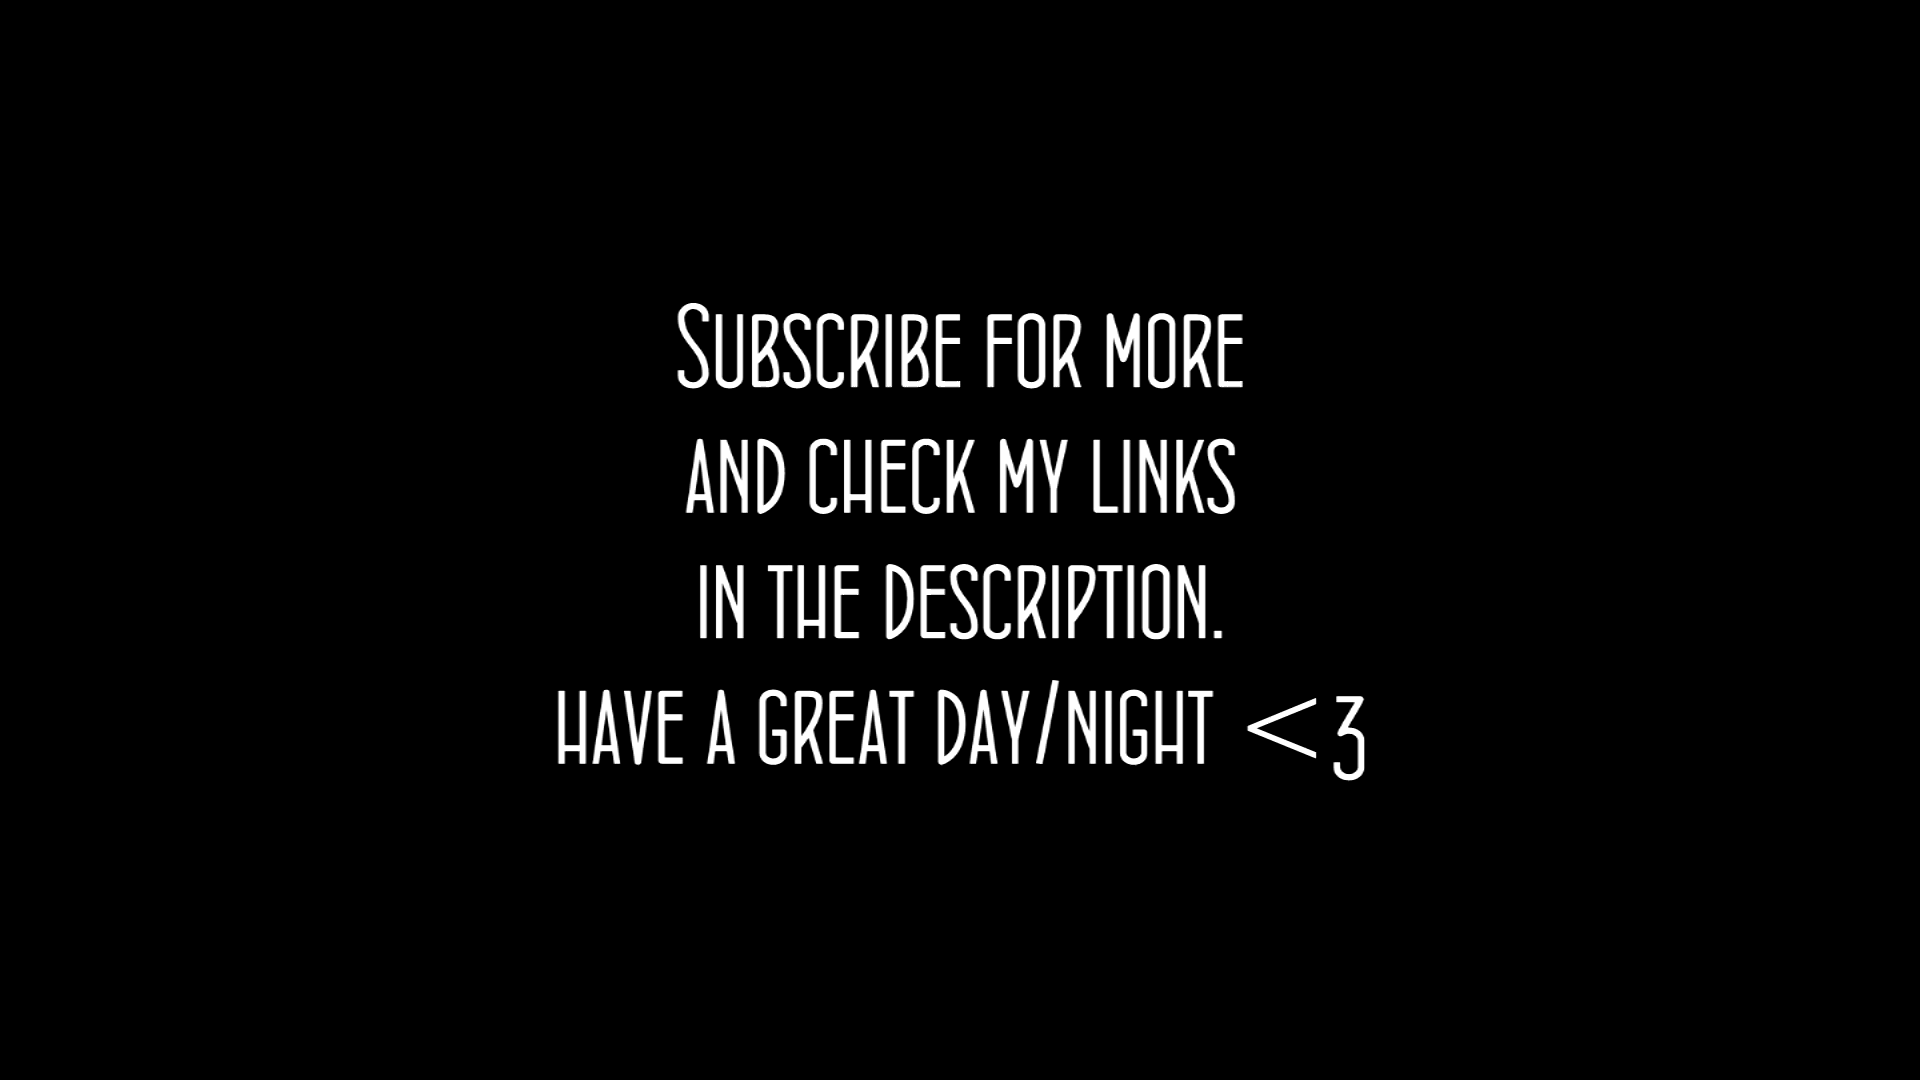 Subscribe for more
and check my links
in the description.
have a great day/night <3